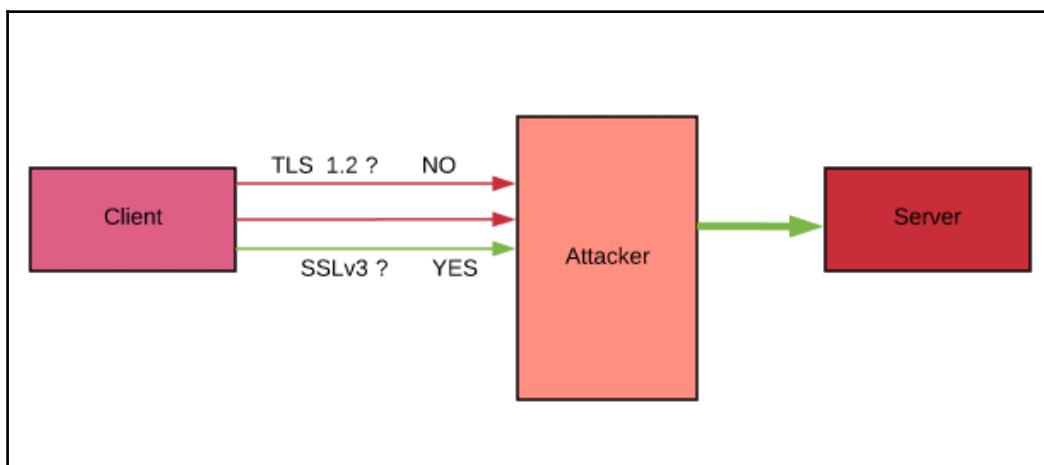 TLS 1.2 ? NO
Client
Attacker
Server
SSLv3 ? YES